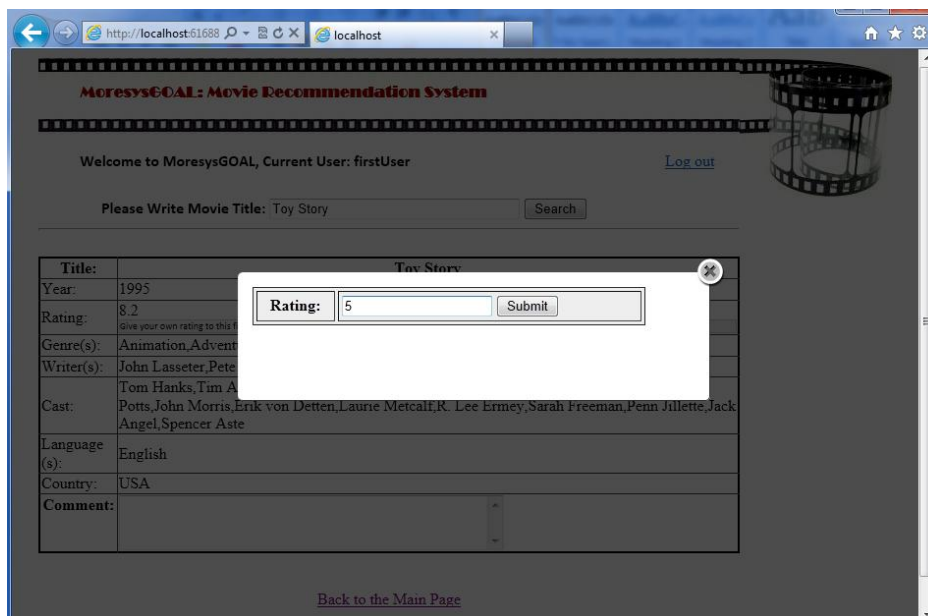 http://localhost:61688
localhost
MoresysGOAL: Movie Recommendation System
Welcome to MoresysGOAL, Current User: firstUser
Log out
Please Write Movie Title: Toy Story
Search
Title: Toy Story
Year: 1995
Rating: 8.2
Give your own rating to this fi
Rating: 5 Submit
Genre(s): Animation,Advent
Writer(s): John Lasseter,Pete
Tom Hanks,Tim A
Cast: Potts,John Morris,Erik von Detten,Laurie Metcalf,R. Lee Ermey,Sarah Freeman,Penn Jillette,Jack
Angel,Spencer Aste
Language
(s): English
Country: USA
Comment:
Back to the Main Page